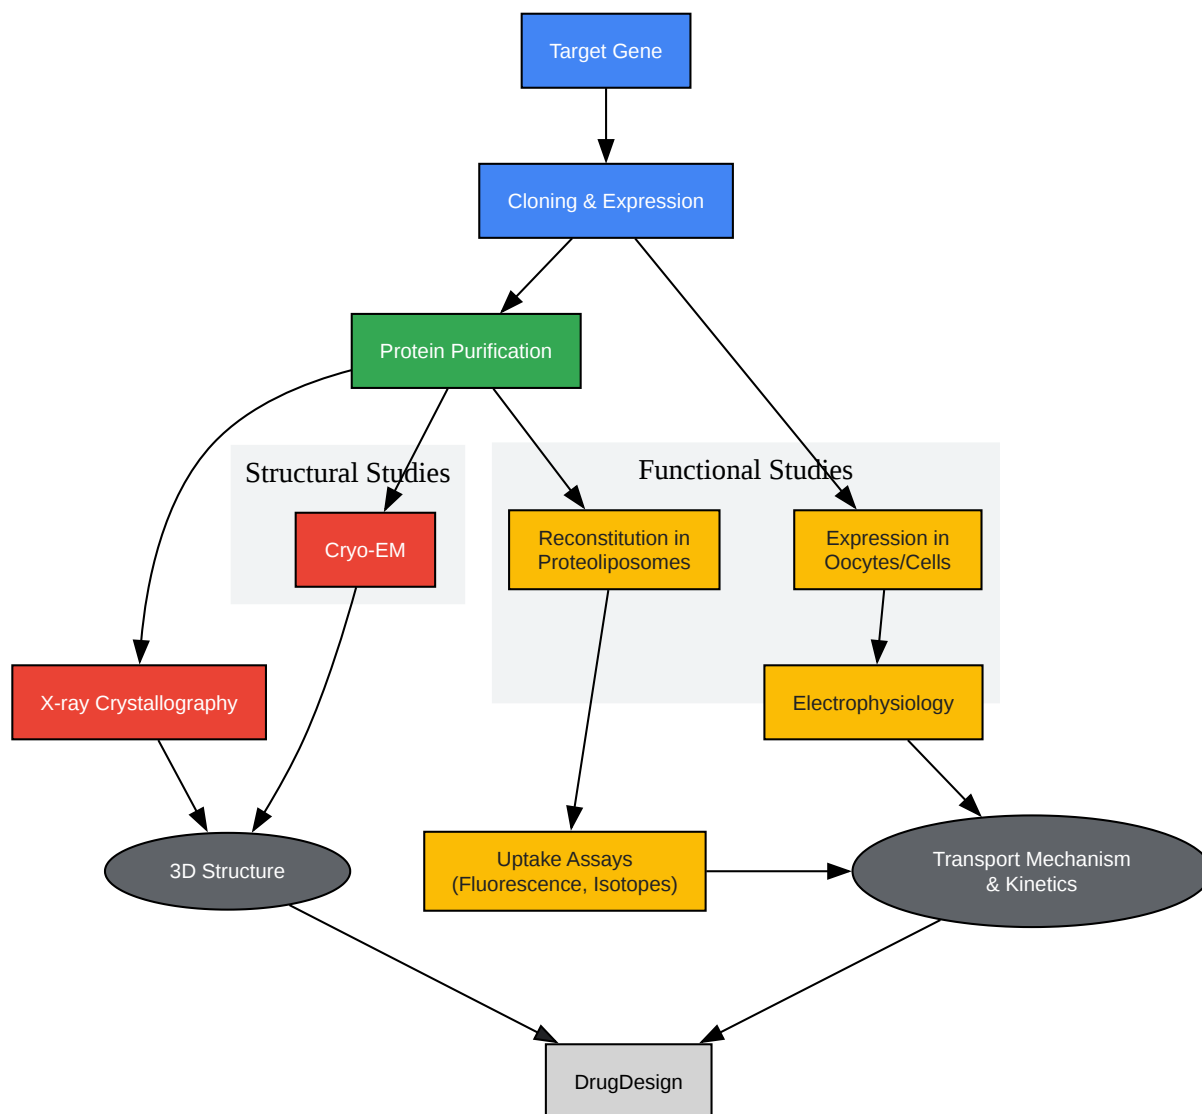 Target Gene
Cloning & Expression
Protein Purification
Structural Studies
Functional Studies
Cryo-EM
Reconstitution in
Proteoliposomes
Expression in
Oocytes/Cells
X-ray Crystallography
Electrophysiology
3D Structure
Uptake Assays
(Fluorescence, Isotopes)
Transport Mechanism
& Kinetics
DrugDesign